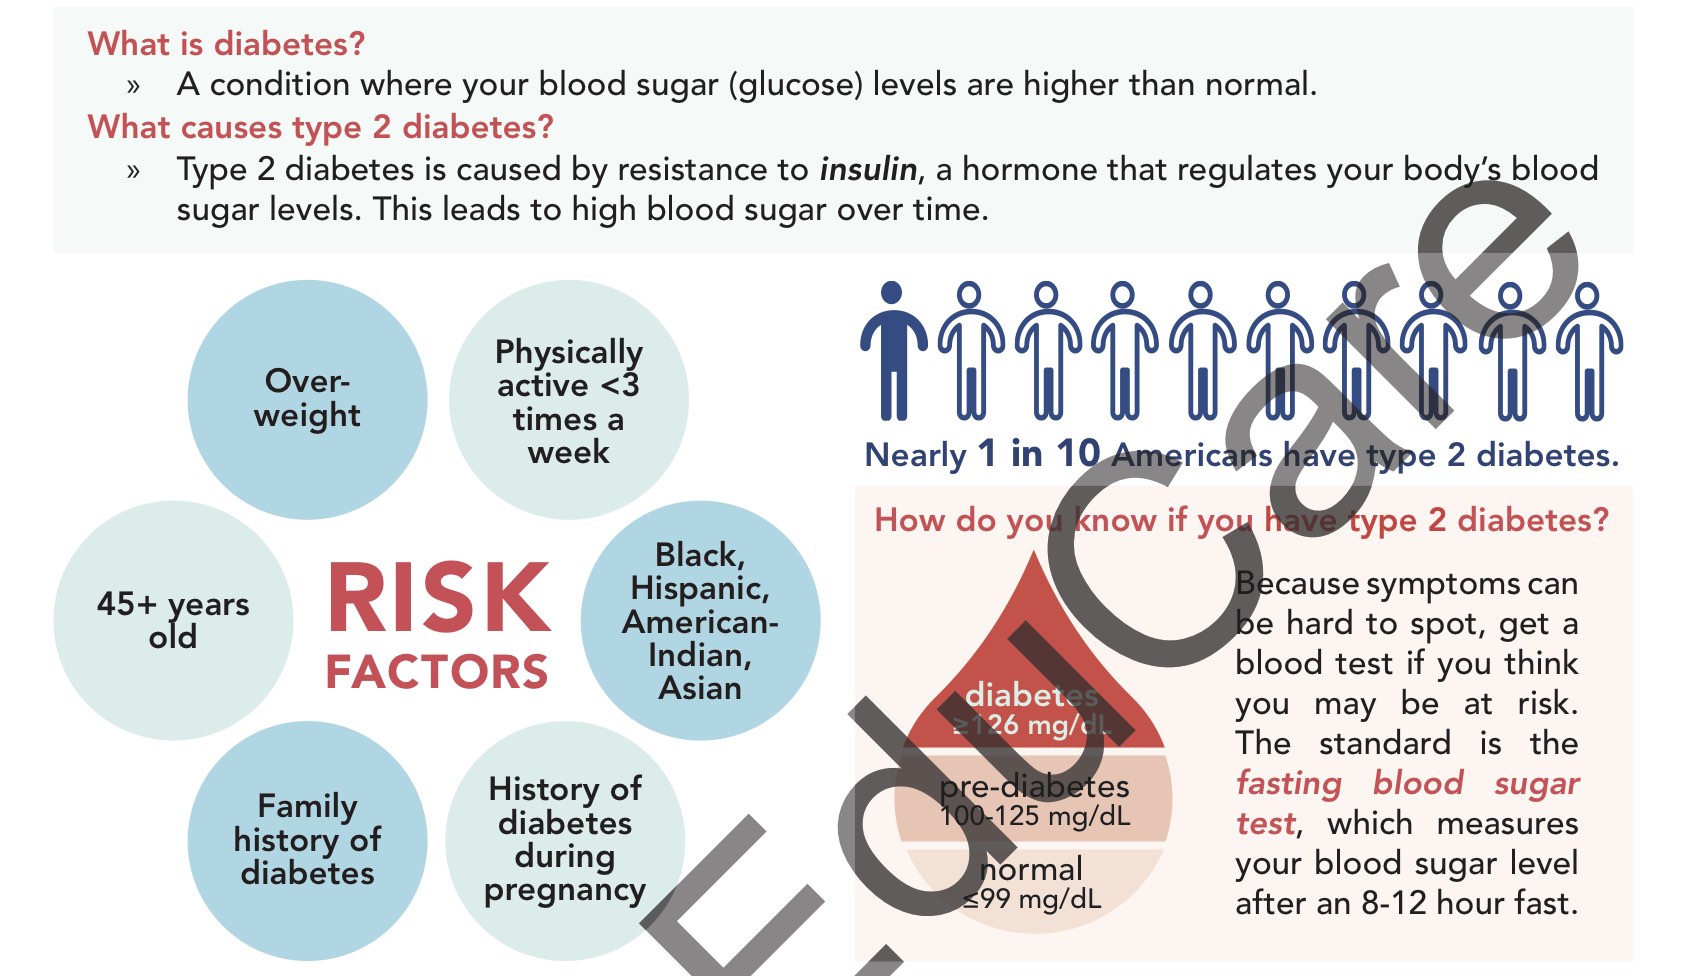 What is diabetes?
» A condition where your blood sugar (glucose) levels are higher than normal.
What causes type 2 diabetes?
» Type 2 diabetes is caused by resistance to insulin, a hormone that regulates your body’s blood
sugar levels. This leads to high blood sugar over time.
Over-
weight
Physically
active <3
times a
week
45+ years
old
RISK
FACTORS
Black,
Hispanic,
American-
Indian,
Asian
Family
history of
diabetes
History of
diabetes
during
pregnancy
Nearly 1 in 10 Americans have type 2 diabetes.
How do you know if you have type 2 diabetes?
diabetes
≥126 mg/dL
pre-diabetes
100-125 mg/dL
normal
≤99 mg/dL
Because symptoms can
be hard to spot, get a
blood test if you think
you may be at risk.
The standard is the
fasting blood sugar
test, which measures
your blood sugar level
after an 8-12 hour fast.
EduCare